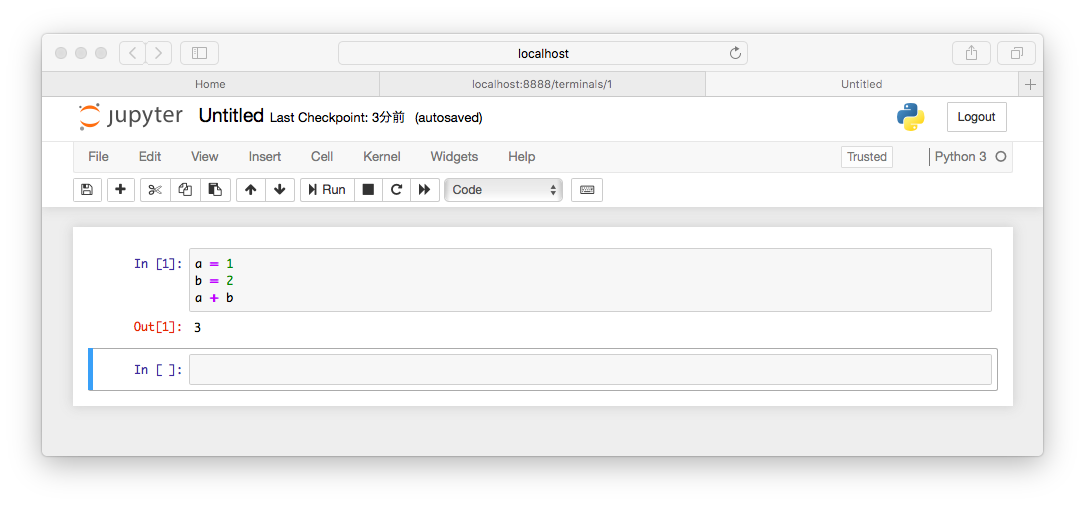 localhost
Home localhost:8888/terminals/1 Untitled
jupyter Untitled Last Checkpoint: 3分前 (autosaved) Logout
File Edit View Insert Cell Kernel Widgets Help Trusted Python 3
Run Code
In [1]: a = 1
b = 2
a + b
Out[1]: 3
In [ ]: